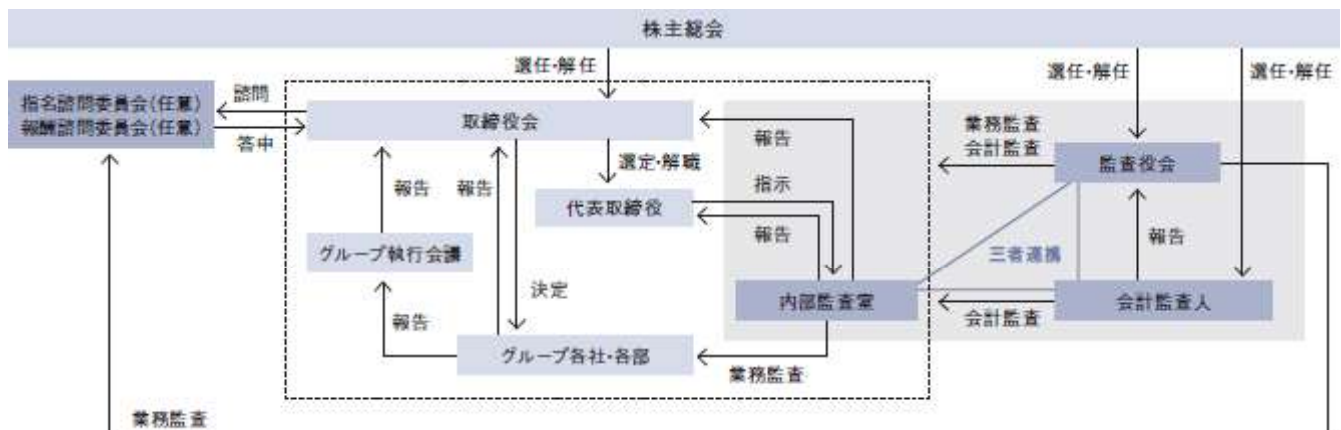 株主総会
選任・解任
選任・解任
選任・解任
指名諮問委員会(任意)
報酬諮問委員会(任意)
諮問
答申
取締役会
業務監査
会計監査
監査役会
報告
選定・解職
報告
報告
指示
代表取締役
報告
報告
グループ執行会議
三者連携
決定
内部監査室
会計監査
会計監査人
報告
グループ各社・各部
業務監査
業務監査